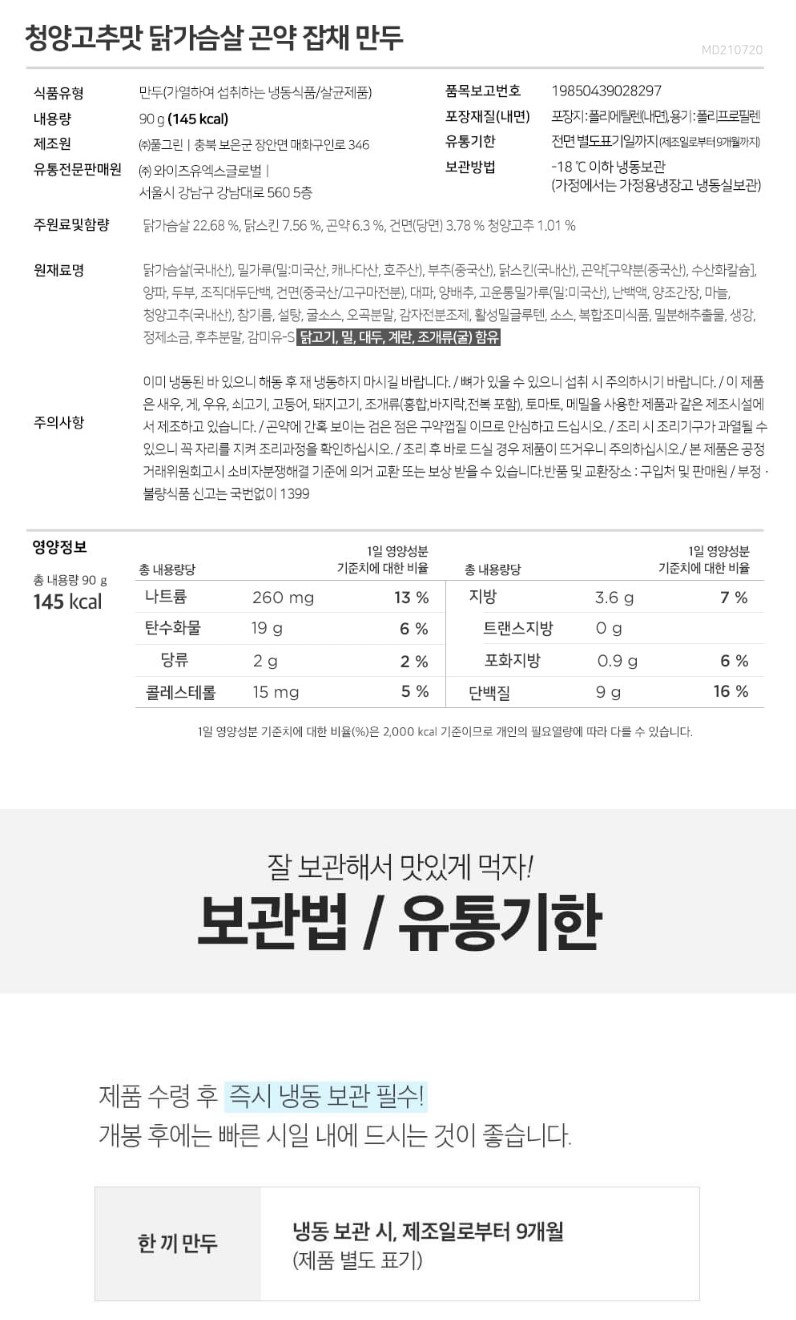 청양고추맛 닭가슴살 곤약 잡채 만두
MD210720
식품유형 만두(가열하여 섭취하는 냉동식품/살균제품)
내용량 90 g (145 kcal)
제조원 ㈜풀그린 | 충북 보은군 장안면 매화구인로 346
유통전문판매원 ㈜ 와이즈유엑스글로벌 |
서울시 강남구 강남대로 560 5층
품목보고번호 19850439028297
포장재질(내면) 포장지 : 폴리에틸렌(내면),용기 : 폴리프로필렌
유통기한 전면 별도표기일까지 (제조일로부터 9개월까지)
보관방법 -18 ℃ 이하 냉동보관
(가정에서는 가정용냉장고 냉동실보관)
주원료및함량 닭가슴살 22.68 %, 닭스킨 7.56 %, 곤약 6.3 %, 건면(당면) 3.78 % 청양고추 1.01 %
원재료명 닭가슴살(국내산), 밀가루(밀:미국산, 캐나다산, 호주산), 부추(중국산), 닭스킨(국내산), 곤약[구약분(중국산), 수산화칼슘],
양파, 두부, 조직대두단백, 건면(중국산/고구마전분), 대파, 양배추, 고운통밀가루(밀:미국산), 난백액, 양조간장, 마늘,
청양고추(국내산), 참기름, 설탕, 굴소스, 오곡분말, 감자전분조제, 활성밀글루텐, 소스, 복합조미식품, 밀분해추출물, 생강,
정제소금, 후추분말, 감미유-S 닭고기, 밀, 대두, 계란, 조개류(굴) 함유
주의사항
이미 냉동된 바 있으니 해동 후 재 냉동하지 마시길 바랍니다. / 뼈가 있을 수 있으니 섭취 시 주의하시기 바랍니다. / 이 제품
은 새우, 게, 우유, 쇠고기, 고등어, 돼지고기, 조개류(홍합,바지락,전복 포함), 토마토, 메밀을 사용한 제품과 같은 제조시설에
서 제조하고 있습니다. / 곤약에 간혹 보이는 검은 점은 구약껍질 이므로 안심하고 드십시오. / 조리 시 조리기구가 과열될 수
있으니 꼭 자리를 지켜 조리과정을 확인하십시오. / 조리 후 바로 드실 경우 제품이 뜨거우니 주의하십시오./ 본 제품은 공정
거래위원회고시 소비자분쟁해결 기준에 의거 교환 또는 보상 받을 수 있습니다.반품 및 교환장소 : 구입처 및 판매원 / 부정 ·
불량식품 신고는 국번없이 1399
영양정보
총 내용량 90 g
145 kcal
총 내용량당 1일 영양성분
기준치에 대한 비율
나트륨 260 mg 13 %
탄수화물 19 g 6 %
당류 2 g 2 %
콜레스테롤 15 mg 5 %
총 내용량당 1일 영양성분
기준치에 대한 비율
지방 3.6 g 7 %
트랜스지방 0 g
포화지방 0.9 g 6 %
단백질 9 g 16 %
1일 영양성분 기준치에 대한 비율(%)은 2,000 kcal 기준이므로 개인의 필요열량에 따라 다를 수 있습니다.
잘 보관해서 맛있게 먹자!
보관법 / 유통기한
제품 수령 후 즉시 냉동 보관 필수!
개봉 후에는 빠른 시일 내에 드시는 것이 좋습니다.
한 끼 만두
냉동 보관 시, 제조일로부터 9개월
(제품 별도 표기)